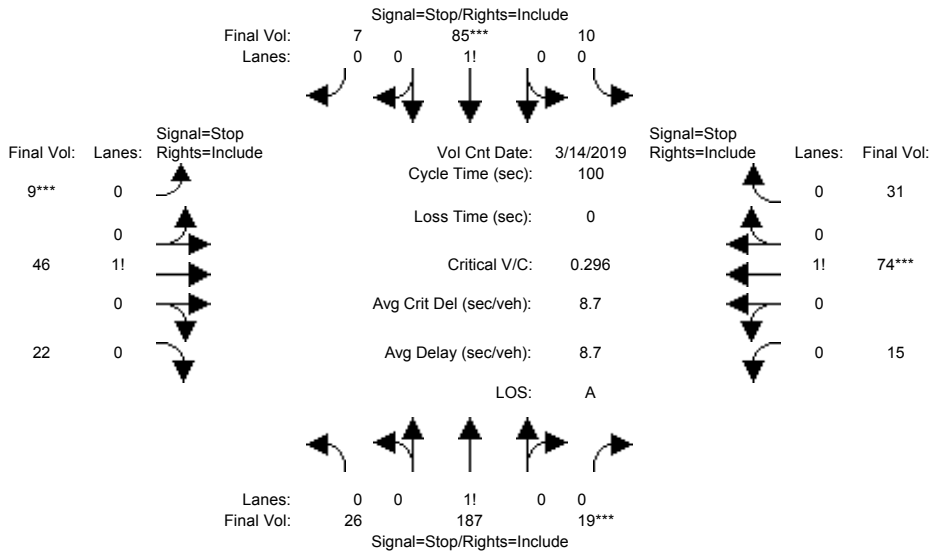 Signal=Stop/Rights=Include
Final Vol: 7 85*** 10
Lanes: 0 0 1! 0 0
Signal=Stop Signal=Stop
Final Vol: Lanes: Rights=Include Vol Cnt Date: 3/14/2019 Rights=Include Lanes: Final Vol:
Cycle Time (sec): 100
9*** 0 0 31
Loss Time (sec): 0
0 0
46 1! Critical V/C: 0.296 1! 74***
0 Avg Crit Del (sec/veh): 8.7 0
22 0 Avg Delay (sec/veh): 8.7 0 15
LOS: A
Lanes: 0 0 1! 0 0
Final Vol: 26 187 19***
Signal=Stop/Rights=Include